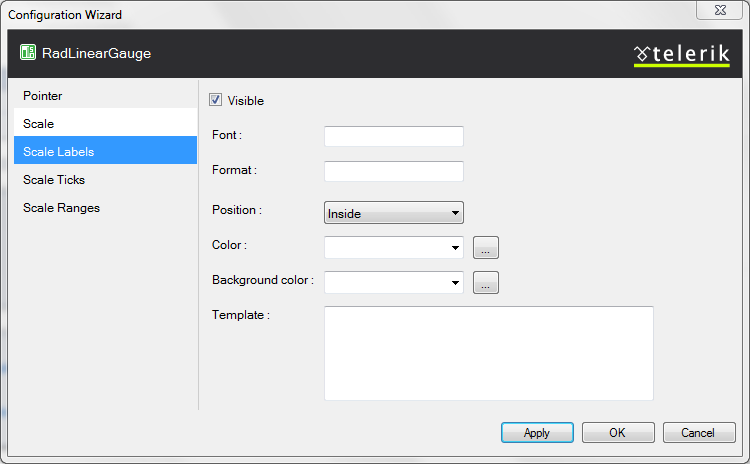 Configuration Wizard
RadLinearGauge
telerik
Pointer
Scale
Scale Labels
Scale Ticks
Scale Ranges
Visible
Font :
Format :
Position :
Inside
Color :
...
Background color :
...
Template :
Apply
OK
Cancel